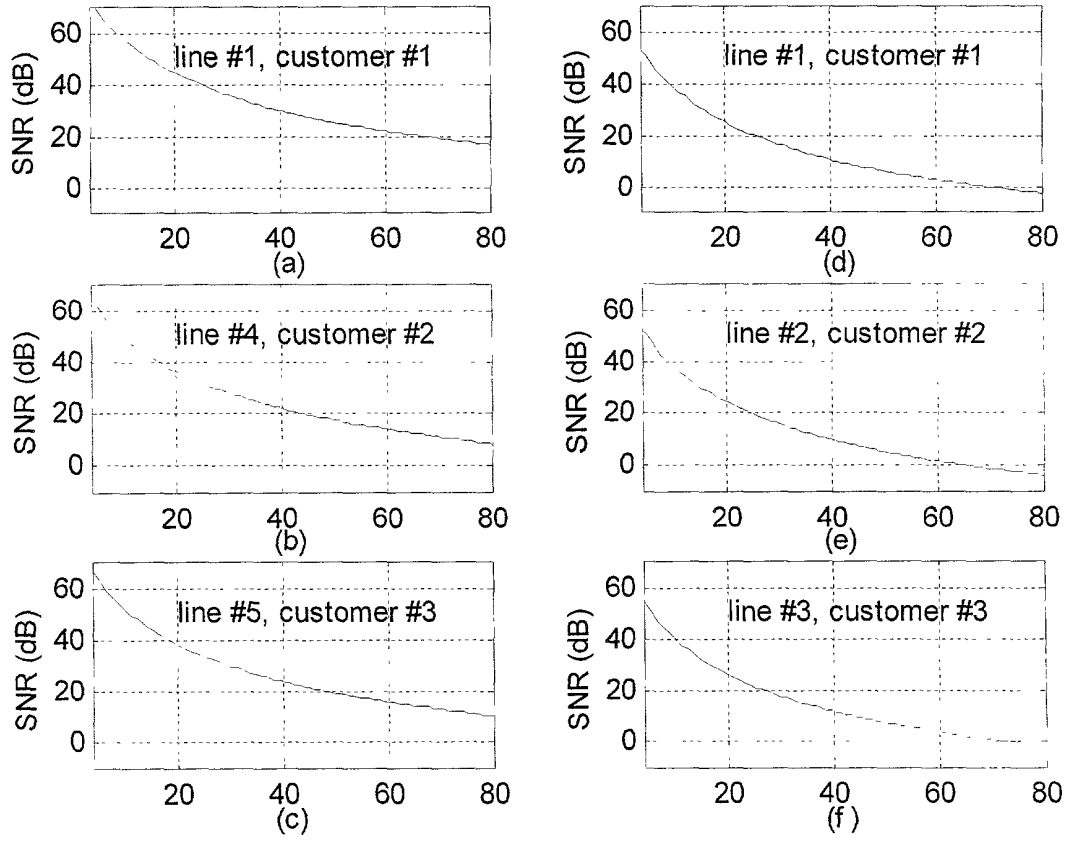 SNR (dB)
60
40
20
0
line #1, customer #1
20 40 60 80
(a)
SNR (dB)
60
40
20
0
line #4, customer #2
20 40 60 80
(b)
SNR (dB)
60
40
20
0
line #5, customer #3
20 40 60 80
(c)
SNR (dB)
60
40
20
0
line #1, customer #1
20 40 60 80
(d)
SNR (dB)
60
40
20
0
line #2, customer #2
20 40 60 80
(e)
SNR (dB)
60
40
20
0
line #3, customer #3
20 40 60 80
(f )